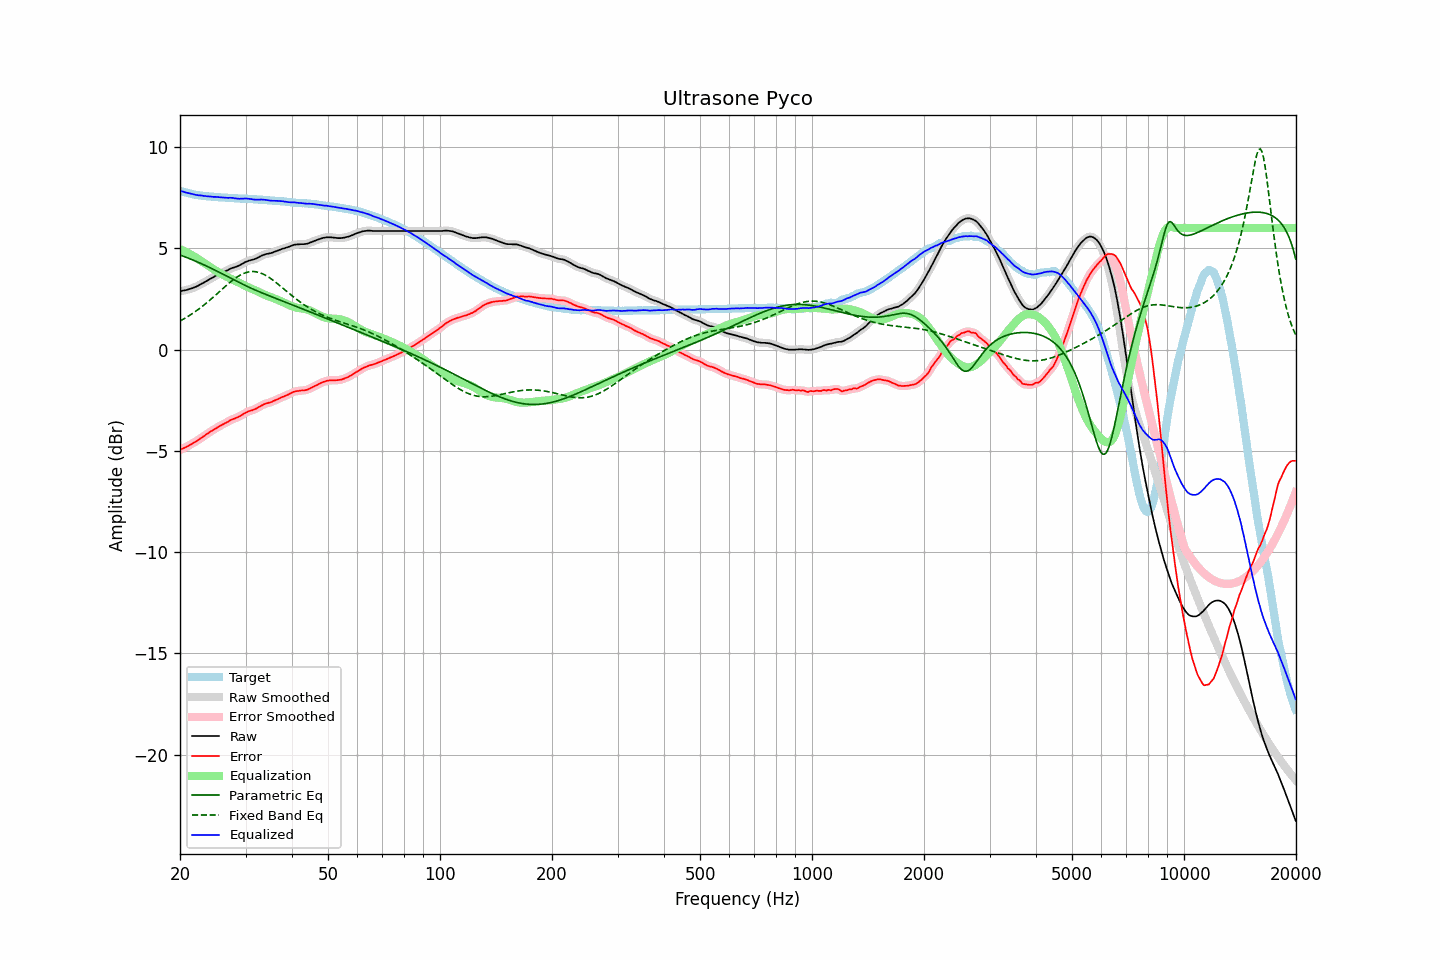 Ultrasone Pyco
10
5
0
−5
−10
−15
−20
Amplitude (dBr)
Target
Raw Smoothed
Error Smoothed
Raw
Error
Equalization
Parametric Eq
Fixed Band Eq
Equalized
20 50 100 200 500 1000 2000 5000 10000 20000
Frequency (Hz)